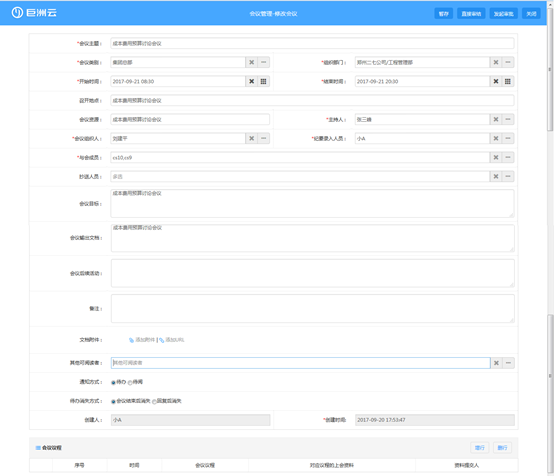 巨洲云 会议管理-修改会议 暂存 直接审核 发起审批 关闭
*会议主题： 成本费用预算讨论会议
*会议类别： 集团总部 *组织部门： 郑州二七公司/工程管理部
*开始时间： 2017-09-21 08:30 *结束时间： 2017-09-21 20:30
召开地点： 成本费用预算讨论会议
会议资源： 成本费用预算讨论会议 *主持人： 张三峰
*会议组织人： 刘建平 *纪要录入人员： 小A
*与会成员： cs10,cs9
抄送人员： 多选
会议目标： 成本费用预算讨论会议
会议输出文档： 成本费用预算讨论会议
会议后续活动：
备注：
文档附件： 添加附件 | 添加URL
其他可阅读者： 其他可阅读者
通知方式： 待办 待阅
待办消失方式： 会议结束后消失 回复后消失
创建人： 小A *创建时间： 2017-09-20 17:53:47
会议议程 增行 删行
序号 时间 会议议程 对应议程的上会资料 资料提交人